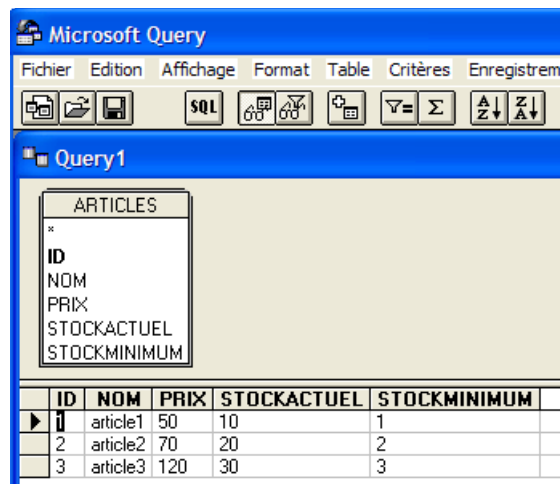 Microsoft Query
Fichier Edition Affichage Format Table Critères Enregistrem
SQL
Query1
ARTICLES
*
ID
NOM
PRIX
STOCKACTUEL
STOCKMINIMUM
ID NOM PRIX STOCKACTUEL STOCKMINIMUM
1 article1 50 10 1
2 article2 70 20 2
3 article3 120 30 3